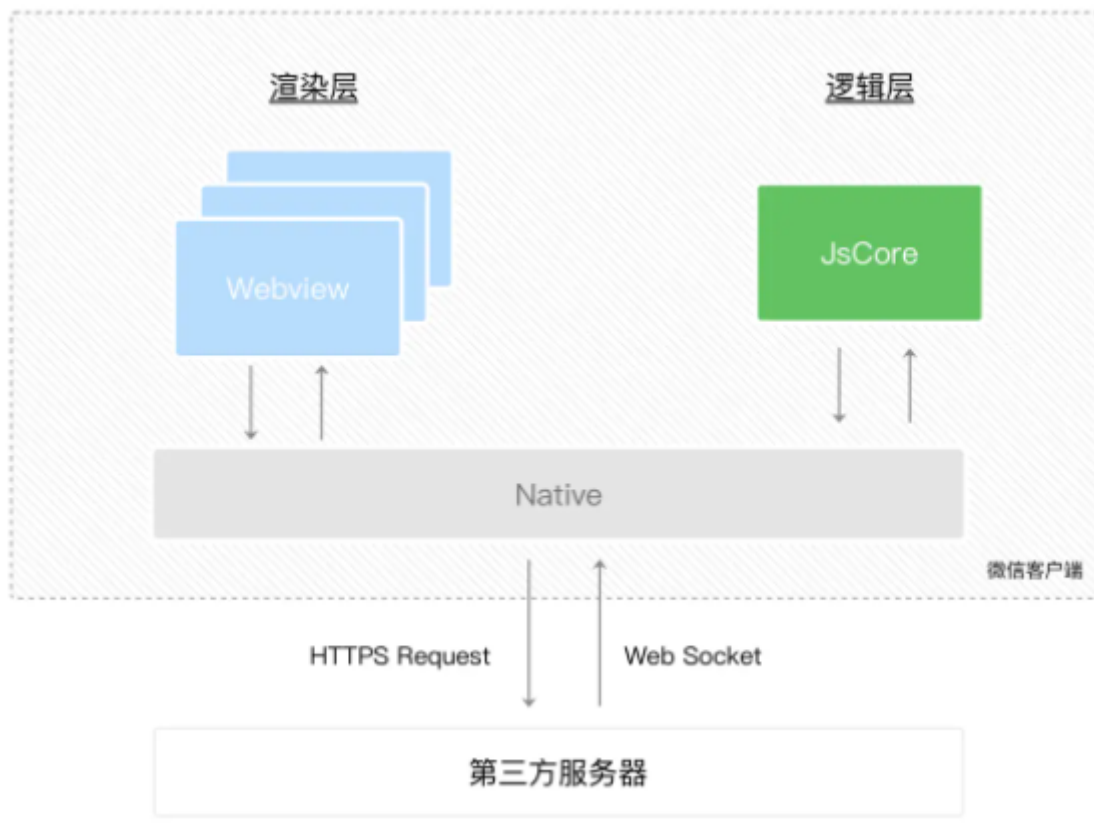 渲染层
逻辑层
Webview
JsCore
Native
微信客户端
HTTPS Request
Web Socket
第三方服务器